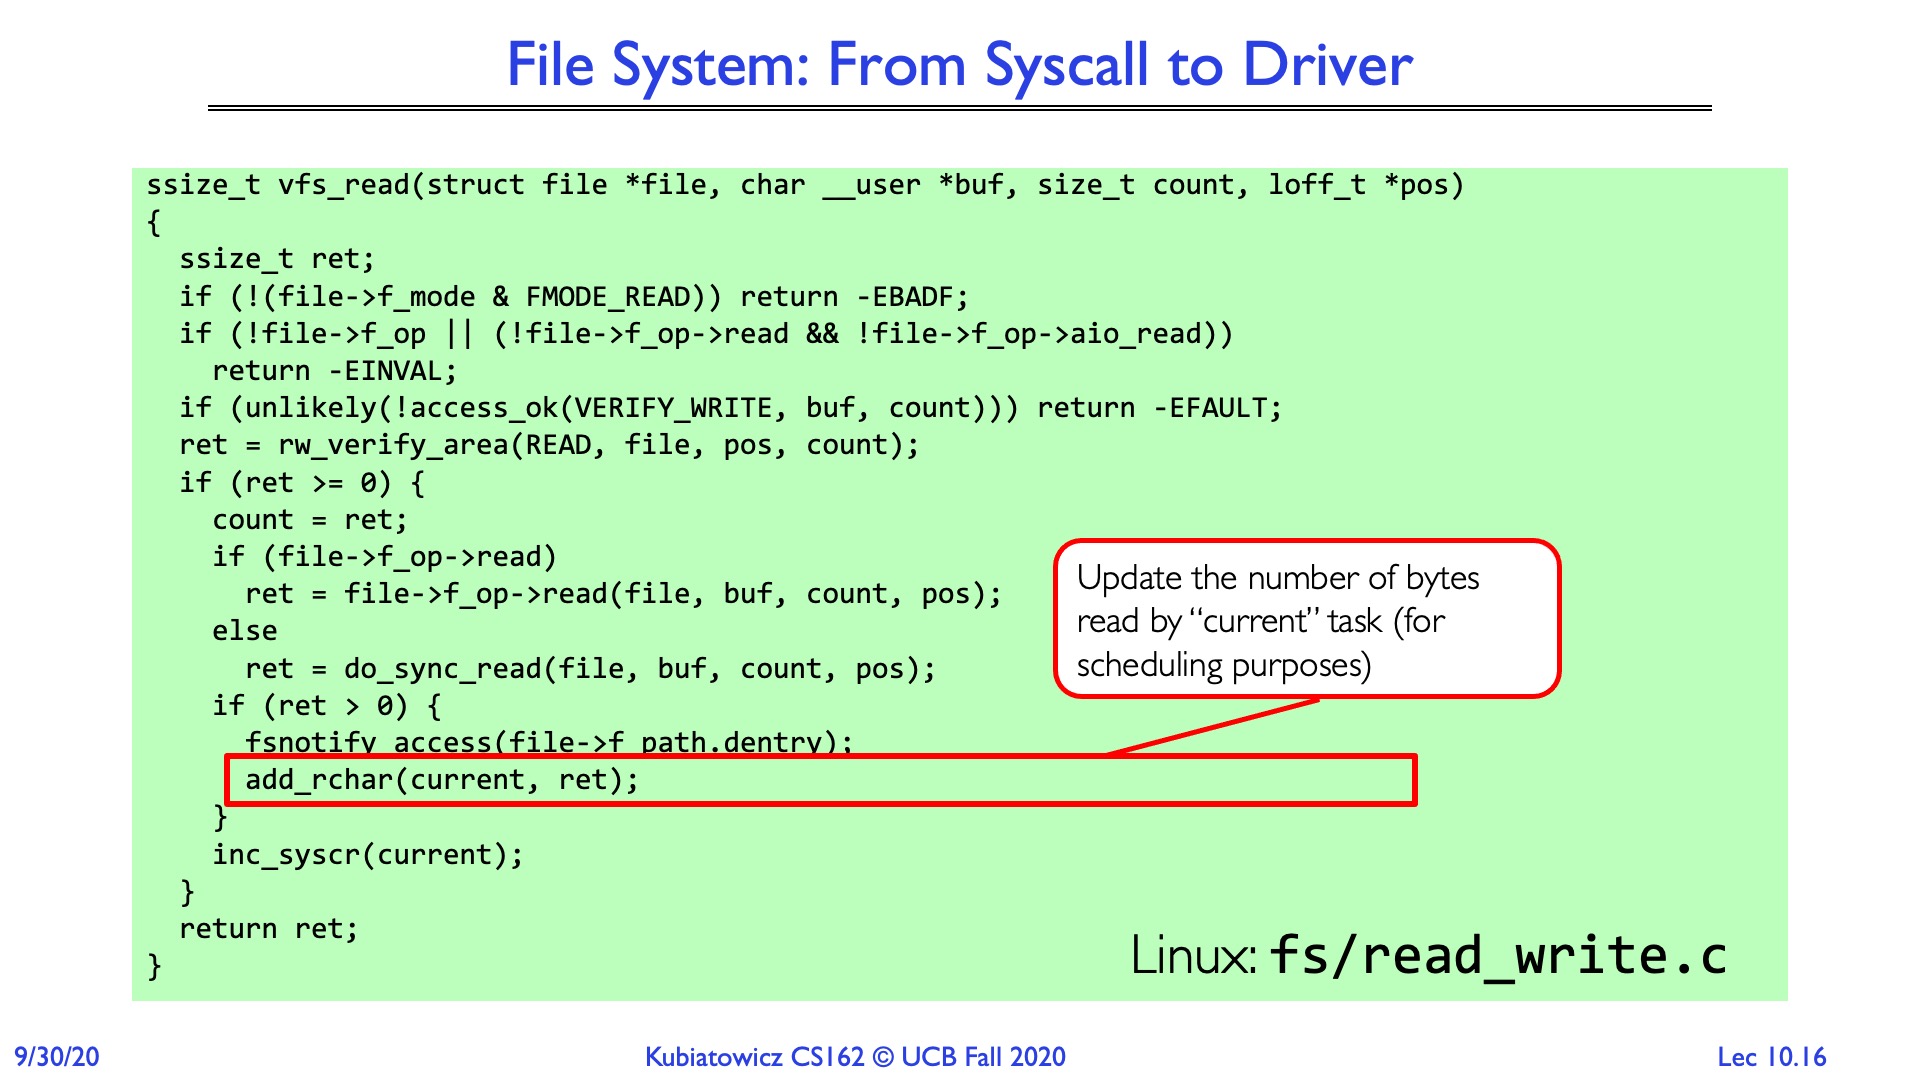 File System: From Syscall to Driver
ssize_t vfs_read(struct file *file, char __user *buf, size_t count, loff_t *pos)
{
  ssize_t ret;
  if (!(file->f_mode & FMODE_READ)) return -EBADF;
  if (!file->f_op || (!file->f_op->read && !file->f_op->aio_read))
    return -EINVAL;
  if (unlikely(!access_ok(VERIFY_WRITE, buf, count))) return -EFAULT;
  ret = rw_verify_area(READ, file, pos, count);
  if (ret >= 0) {
    count = ret;
    if (file->f_op->read)
      ret = file->f_op->read(file, buf, count, pos);
    else
      ret = do_sync_read(file, buf, count, pos);
    if (ret > 0) {
      fsnotify_access(file->f_path.dentry);
      add_rchar(current, ret);
    }
    inc_syscr(current);
  }
  return ret;
}
Update the number of bytes
read by “current” task (for
scheduling purposes)
Linux: fs/read_write.c
9/30/20
Kubiatowicz CS162 © UCB Fall 2020
Lec 10.16